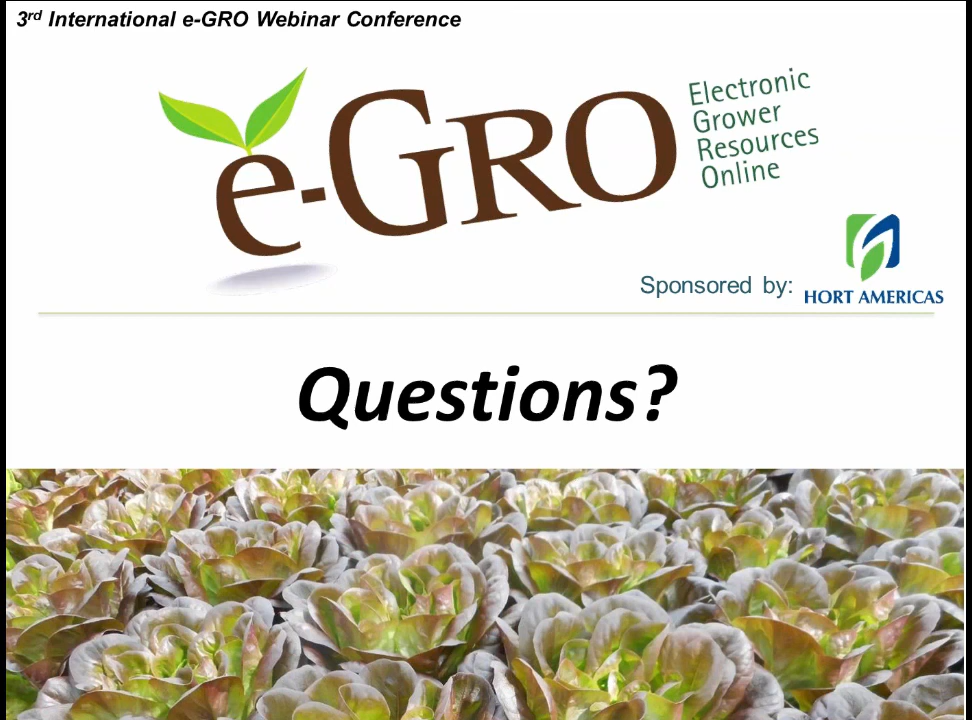 3rd International e-GRO Webinar Conference
e-GRO
Electronic
Grower
Resources
Online
Sponsored by:
HORT AMERICAS
Questions?